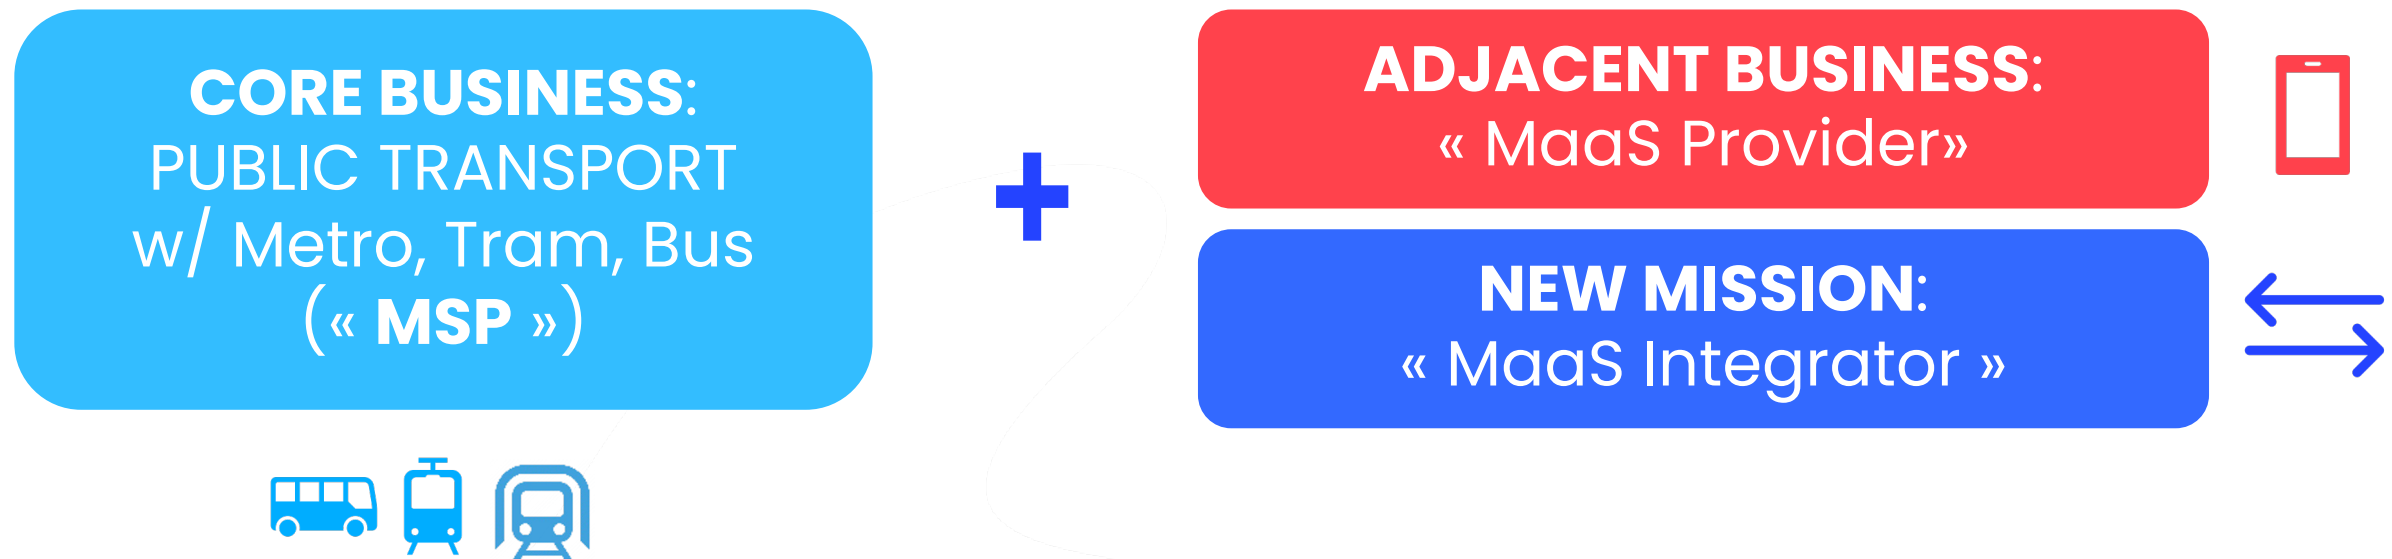 CORE BUSINESS:
PUBLIC TRANSPORT
w/ Metro, Tram, Bus
(« MSP »)
ADJACENT BUSINESS:
« MaaS Provider»
NEW MISSION:
« MaaS Integrator »